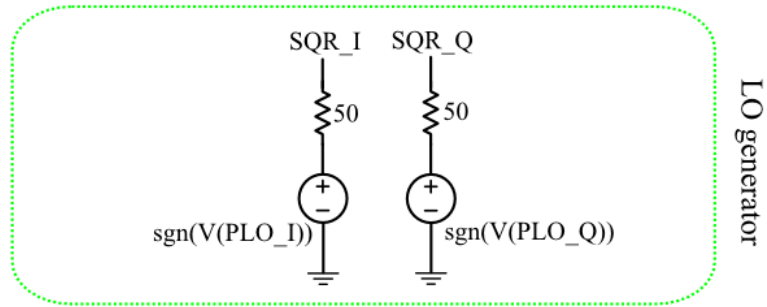 SQR_I SQR_Q
50 50
+ +
− −
sgn(V(PLO_I)) sgn(V(PLO_Q))
LO generator